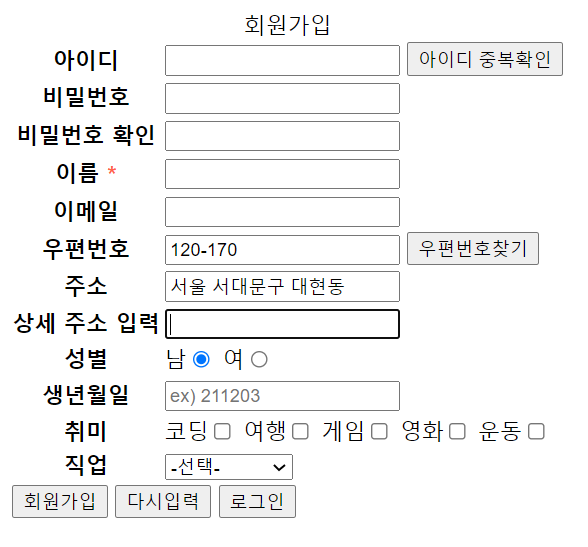 회원가입
아이디 아이디 중복확인
비밀번호
비밀번호 확인
이름 *
이메일
우편번호 120-170 우편번호찾기
주소 서울 서대문구 대현동
상세 주소 입력
성별 남 여
생년월일 ex) 211203
취미 코딩 여행 게임 영화 운동
직업 -선택-
회원가입 다시입력 로그인